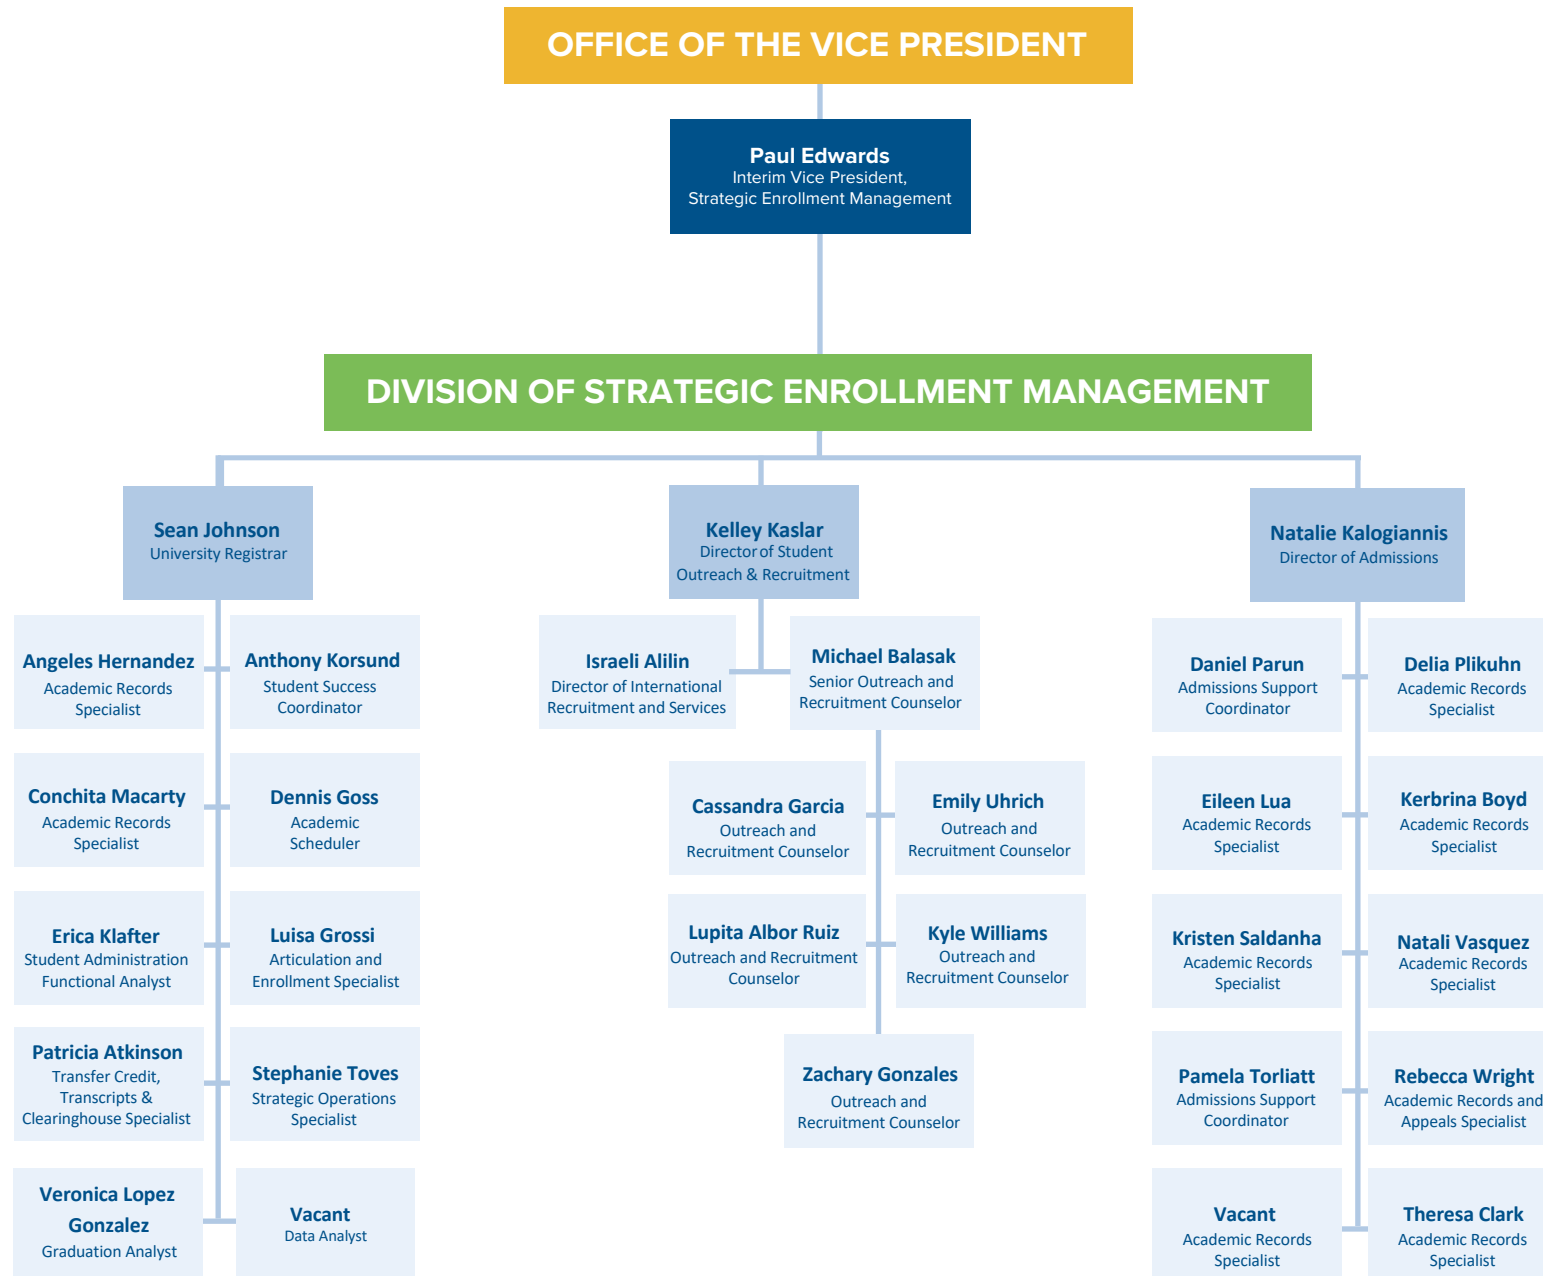 OFFICE OF THE VICE PRESIDENT
Paul Edwards
Interim Vice President,
Strategic Enrollment Management
DIVISION OF STRATEGIC ENROLLMENT MANAGEMENT
Sean Johnson
University Registrar
Angeles Hernandez
Academic Records
Specialist
Anthony Korsund
Student Success
Coordinator
Conchita Macarty
Academic Records
Specialist
Dennis Goss
Academic
Scheduler
Erica Klafter
Student Administration
Functional Analyst
Luisa Grossi
Articulation and
Enrollment Specialist
Patricia Atkinson
Transfer Credit,
Transcripts &
Clearinghouse Specialist
Stephanie Toves
Strategic Operations
Specialist
Veronica Lopez
Gonzalez
Graduation Analyst
Vacant
Data Analyst
Kelley Kaslar
Director of Student
Outreach & Recruitment
Israeli Alilin
Director of International
Recruitment and Services
Michael Balasak
Senior Outreach and
Recruitment Counselor
Cassandra Garcia
Outreach and
Recruitment Counselor
Emily Uhrich
Outreach and
Recruitment Counselor
Lupita Albor Ruiz
Outreach and Recruitment
Counselor
Kyle Williams
Outreach and
Recruitment Counselor
Zachary Gonzales
Outreach and
Recruitment Counselor
Natalie Kalogiannis
Director of Admissions
Daniel Parun
Admissions Support
Coordinator
Delia Plikuhn
Academic Records
Specialist
Eileen Lua
Academic Records
Specialist
Kerbrina Boyd
Academic Records
Specialist
Kristen Saldanha
Academic Records
Specialist
Natali Vasquez
Academic Records
Specialist
Pamela Torliatt
Admissions Support
Coordinator
Rebecca Wright
Academic Records and
Appeals Specialist
Vacant
Academic Records
Specialist
Theresa Clark
Academic Records
Specialist